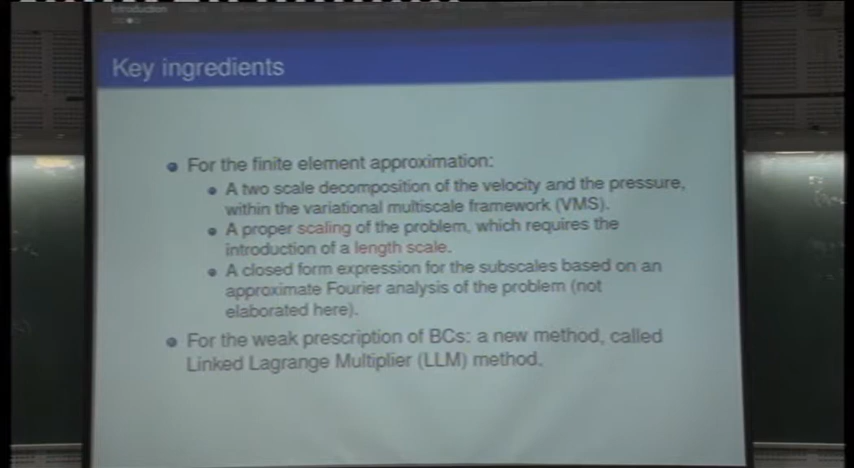 Introduction
Key ingredients
For the finite element approximation:
A two scale decomposition of the velocity and the pressure,
within the variational multiscale framework (VMS).
A proper scaling of the problem, which requires the
introduction of a length scale.
A closed form expression for the subscales based on an
approximate Fourier analysis of the problem (not
elaborated here).
For the weak prescription of BCs: a new method, called
Linked Lagrange Multiplier (LLM) method.